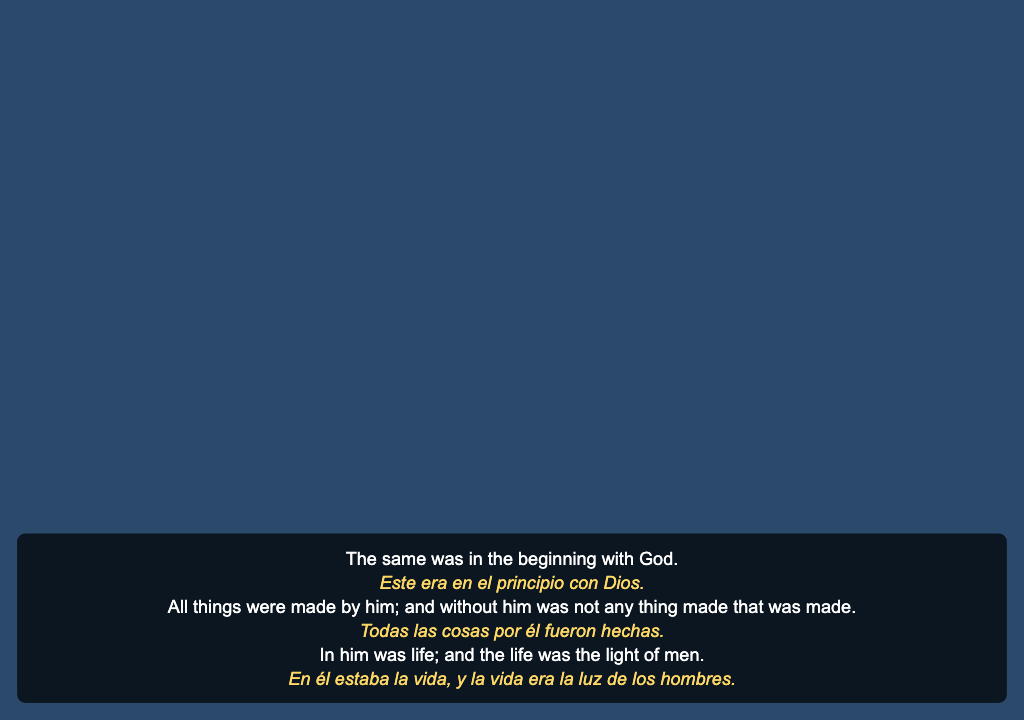 The same was in the beginning with God.
Este era en el principio con Dios.
All things were made by him; and without him was not any thing made that was made.
Todas las cosas por él fueron hechas.
In him was life; and the life was the light of men.
En él estaba la vida, y la vida era la luz de los hombres.